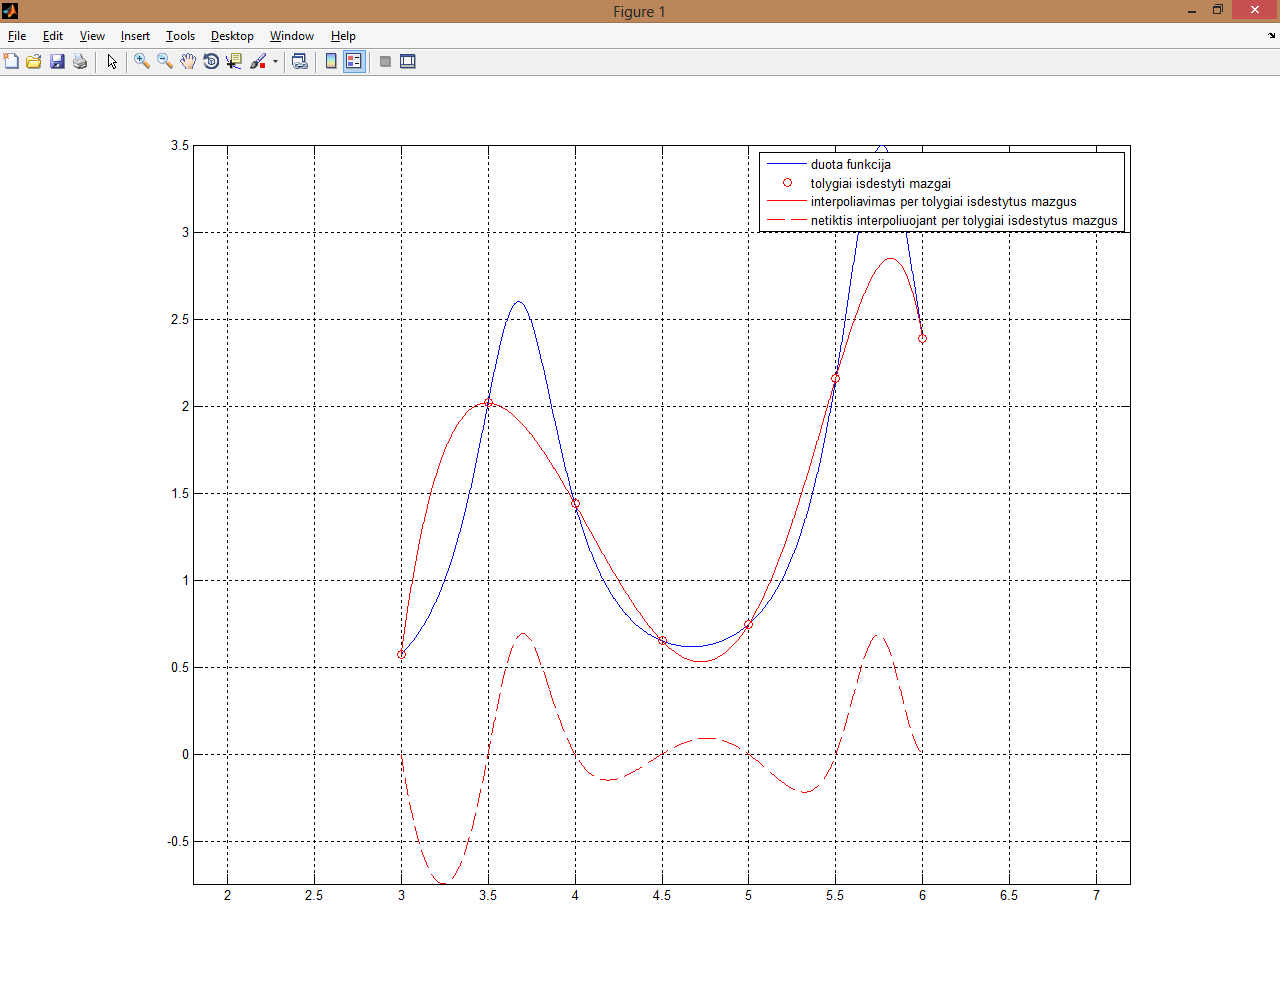 Figure 1
File Edit View Insert Tools Desktop Window Help
3.5
3
2.5
2
1.5
1
0.5
0
-0.5
duota funkcija
tolygiai isdestyti mazgai
interpoliavimas per tolygiai isdestytus mazgus
netiktis interpoliuojant per tolygiai isdestytus mazgus
2 2.5 3 3.5 4 4.5 5 5.5 6 6.5 7